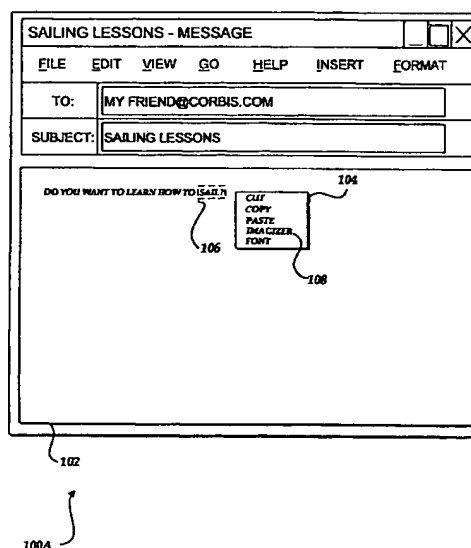 SAILING LESSONS - MESSAGE
FILE EDIT VIEW GO HELP INSERT FORMAT
TO: MY FRIEND@CORBIS.COM
SUBJECT: SAILING LESSONS
DO YOU WANT TO LEARN HOW TO SAIL?
104
CUT
COPY
PASTE
IMAGIZER
FONT
106
108
102
100A